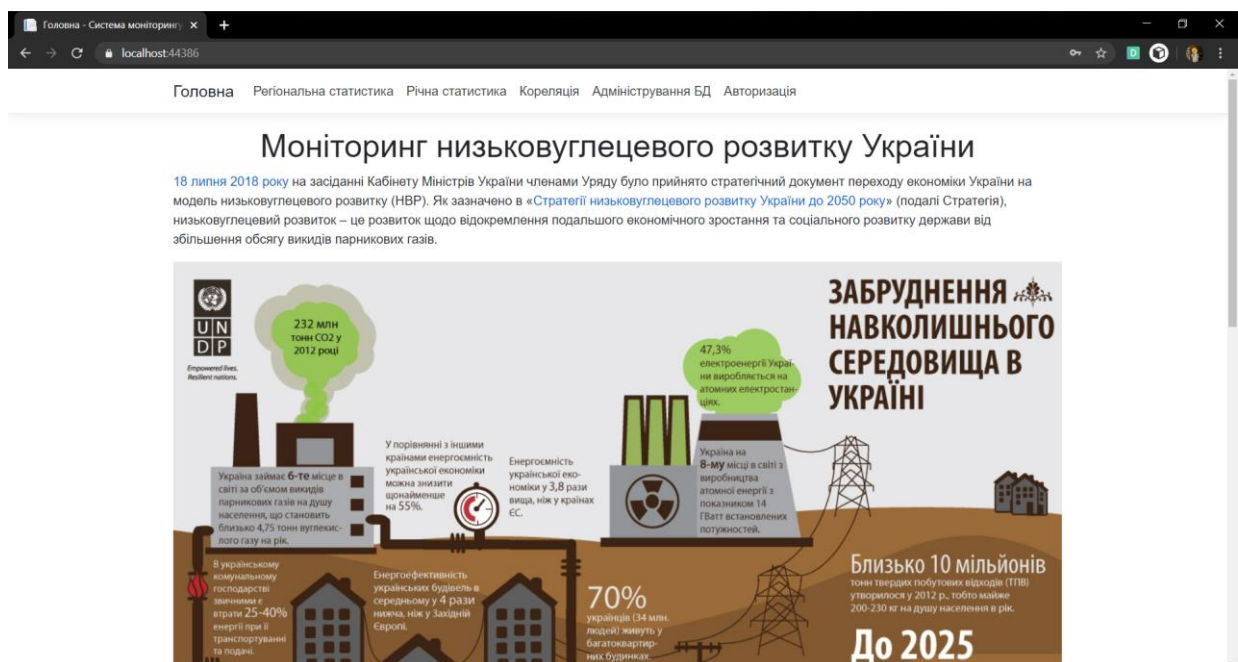 Головна - Система моніторингу
localhost:44386
Головна Регіональна статистика Річна статистика Кореляція Адміністрування БД Авторизація
Моніторинг низьковуглецевого розвитку України
18 липня 2018 року на засіданні Кабінету Міністрів України членами Уряду було прийнято стратегічний документ переходу економіки України на
модель низьковуглецевого розвитку (НВР). Як зазначено в «Стратегії низьковуглецевого розвитку України до 2050 року» (подалі Стратегія),
низьковуглецевий розвиток – це розвиток щодо відокремлення подальшого економічного зростання та соціального розвитку держави від
збільшення обсягу викидів парникових газів.
U N
D P
Empowered lives.
Resilient nations.
232 млн
тонн CO2 у
2012 році
Україна займає 6-те місце в
світі за об'ємом викидів
парникових газів на душу
населення, що становить
близько 4,75 тонн вуглекис-
лого газу на рік.
У порівнянні з іншими
країнами енергоємність
української економіки
можна знизити
щонайменше
на 55%.
Енергоємність
української еко-
номіки у 3,8 рази
вища, ніж у країнах
ЄС.
47,3%
електроенергії Украї-
ни виробляється на
атомних електростан-
ціях.
Україна на
8-му місці в світі з
виробництва
атомної енергії з
показником 14
ГВатт встановлених
потужностей.
ЗАБРУДНЕННЯ
НАВКОЛИШНЬОГО
СЕРЕДОВИЩА В
УКРАЇНІ
В українському
комунальному
господарстві
звичними є
втрати 25-40%
енергії при її
транспортуванні
та подачі.
Енергоефективність
українських будівель в
середньому у 4 рази
нижча, ніж у Західній
Європі.
70%
українців (34 млн.
людей) живуть у
багатоквартир-
них будинках.
Близько 10 мільйонів
тонн твердих побутових відходів (ТПВ)
утворилося у 2012 р., тобто майже
200-230 кг на душу населення в рік.
До 2025